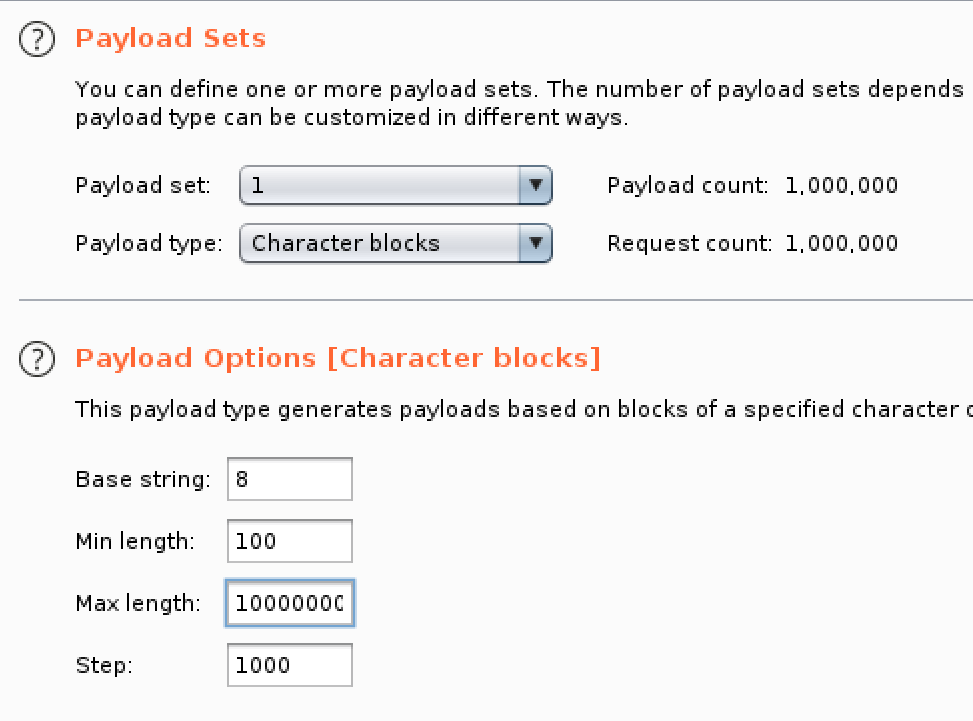 Payload Sets
You can define one or more payload sets. The number of payload sets depends
payload type can be customized in different ways.
Payload set: 1 Payload count: 1,000,000
Payload type: Character blocks Request count: 1,000,000
Payload Options [Character blocks]
This payload type generates payloads based on blocks of a specified character
Base string: 8
Min length: 100
Max length: 10000000
Step: 1000